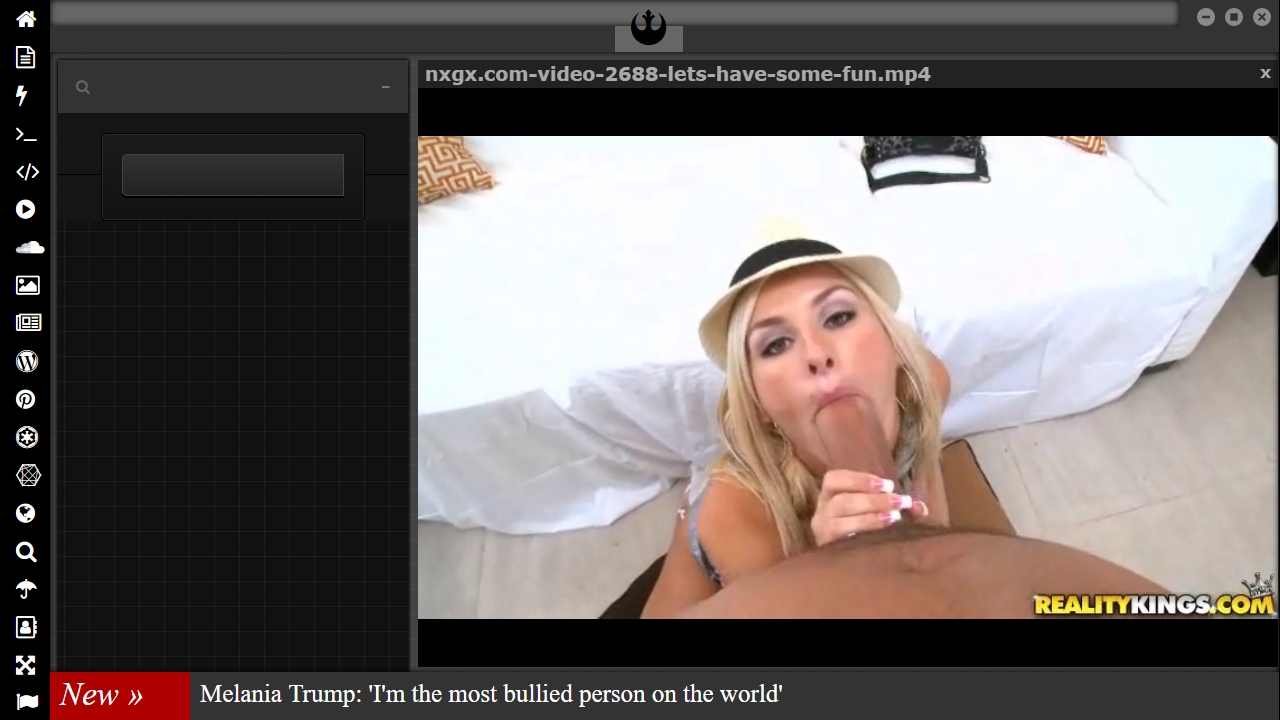 nxgx.com-video-2688-lets-have-some-fun.mp4
x
REALITYKINGS.COM
New »
Melania Trump: 'I'm the most bullied person on the world'